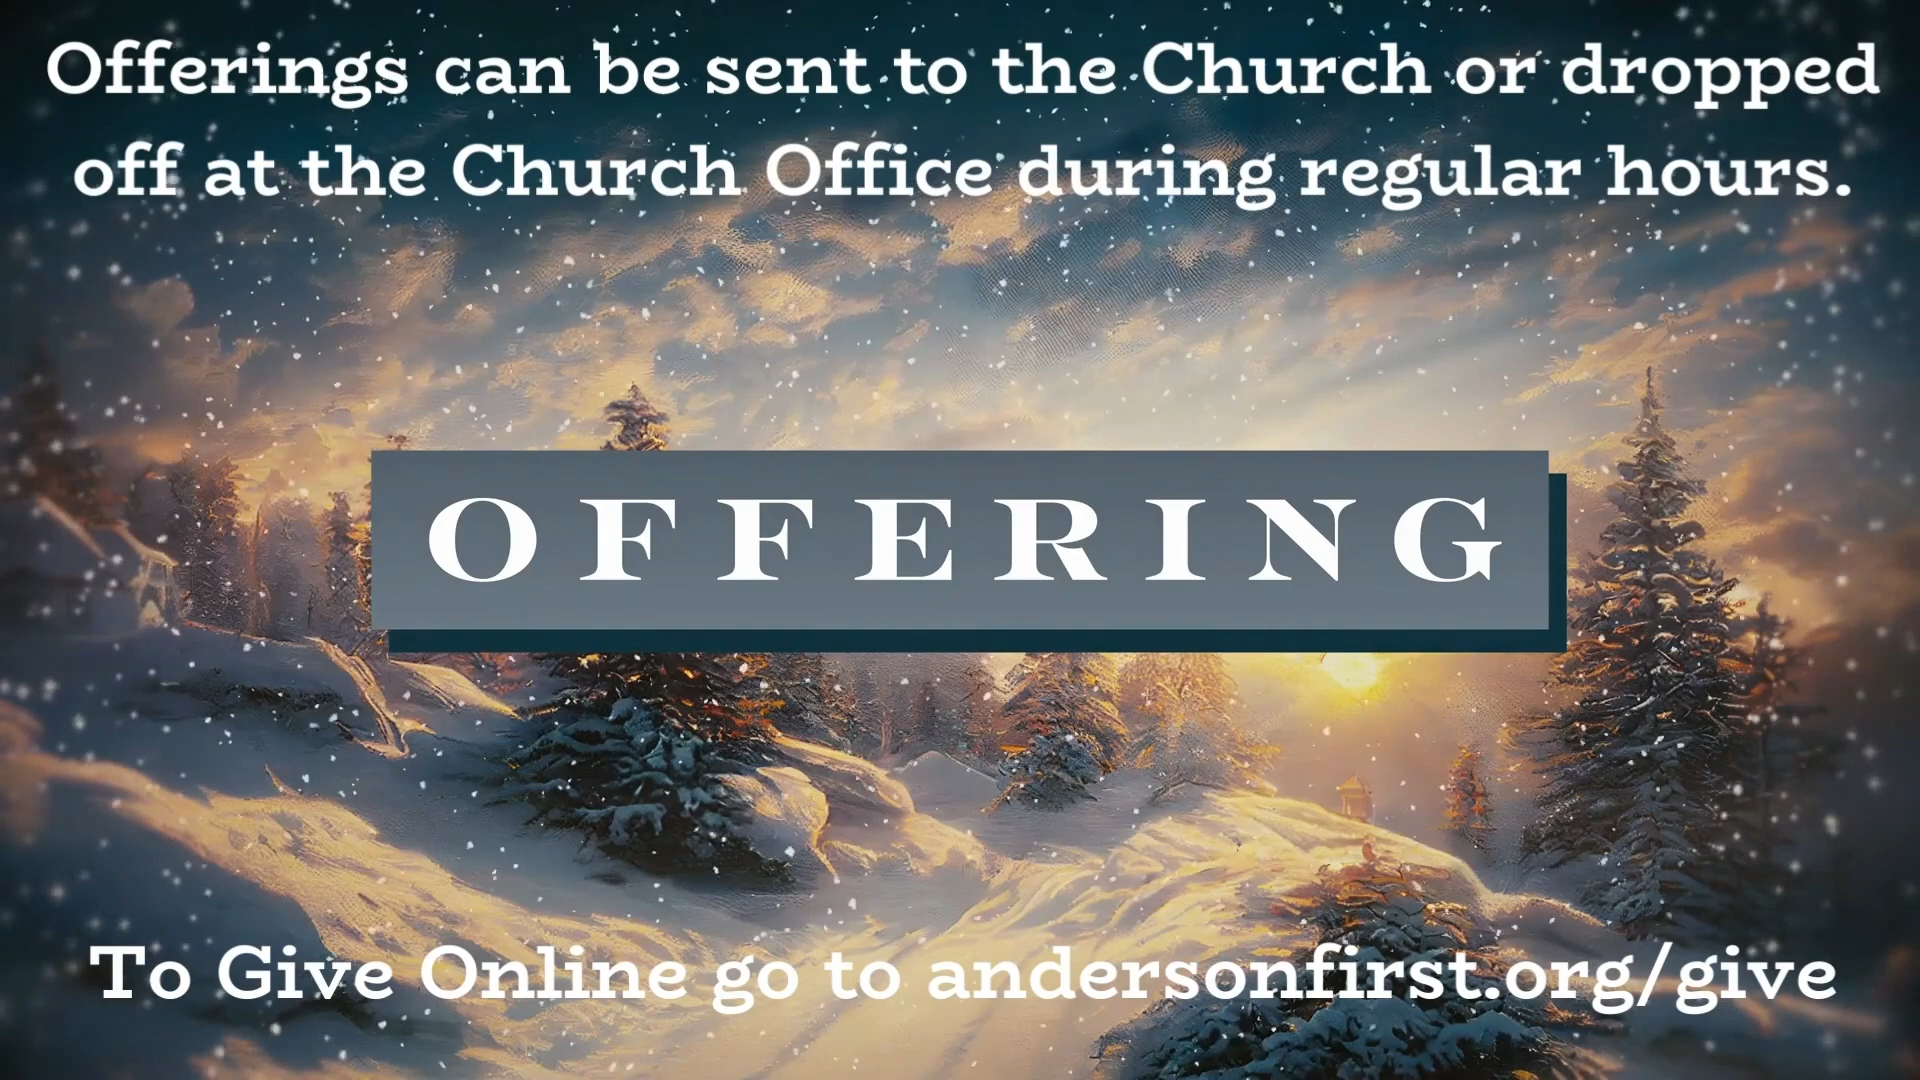 Offerings can be sent to the Church or dropped
off at the Church Office during regular hours.
OFFERING
To Give Online go to andersonfirst.org/give